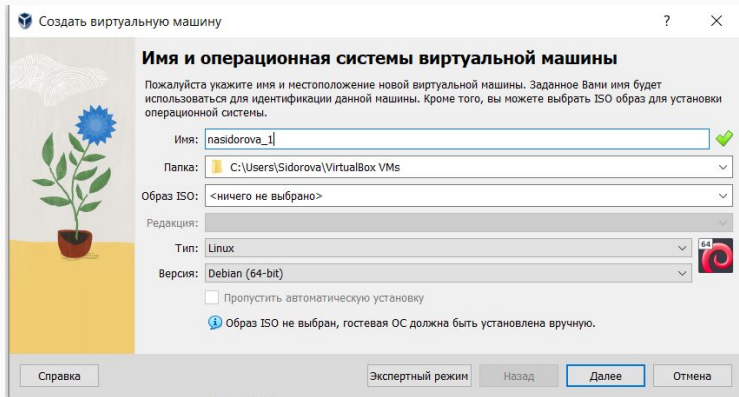 Создать виртуальную машину
? ×
Имя и операционная системы виртуальной машины
Пожалуйста укажите имя и местоположение новой виртуальной машины. Заданное Вами имя будет
использоваться для идентификации данной машины. Кроме того, вы можете выбрать ISO образ для установки
операционной системы.
Имя: nasidorova_1
Папка: C:\Users\Sidorova\VirtualBox VMs
Образ ISO: <ничего не выбрано>
Редакция:
Тип: Linux
64
Версия: Debian (64-bit)
Пропустить автоматическую установку
Образ ISO не выбран, гостевая ОС должна быть установлена вручную.
Справка Экспертный режим Назад Далее Отмена